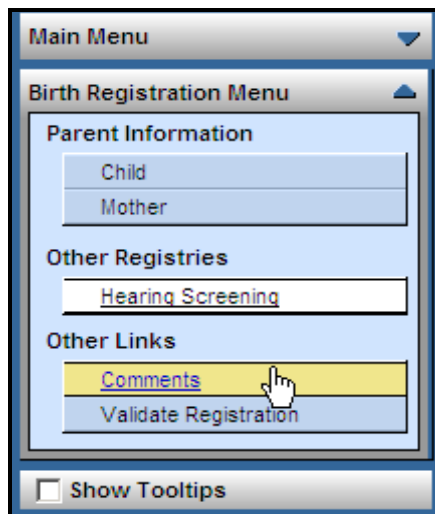 Main Menu
Birth Registration Menu
Parent Information
Child
Mother
Other Registries
Hearing Screening
Other Links
Comments
Validate Registration
Show Tooltips